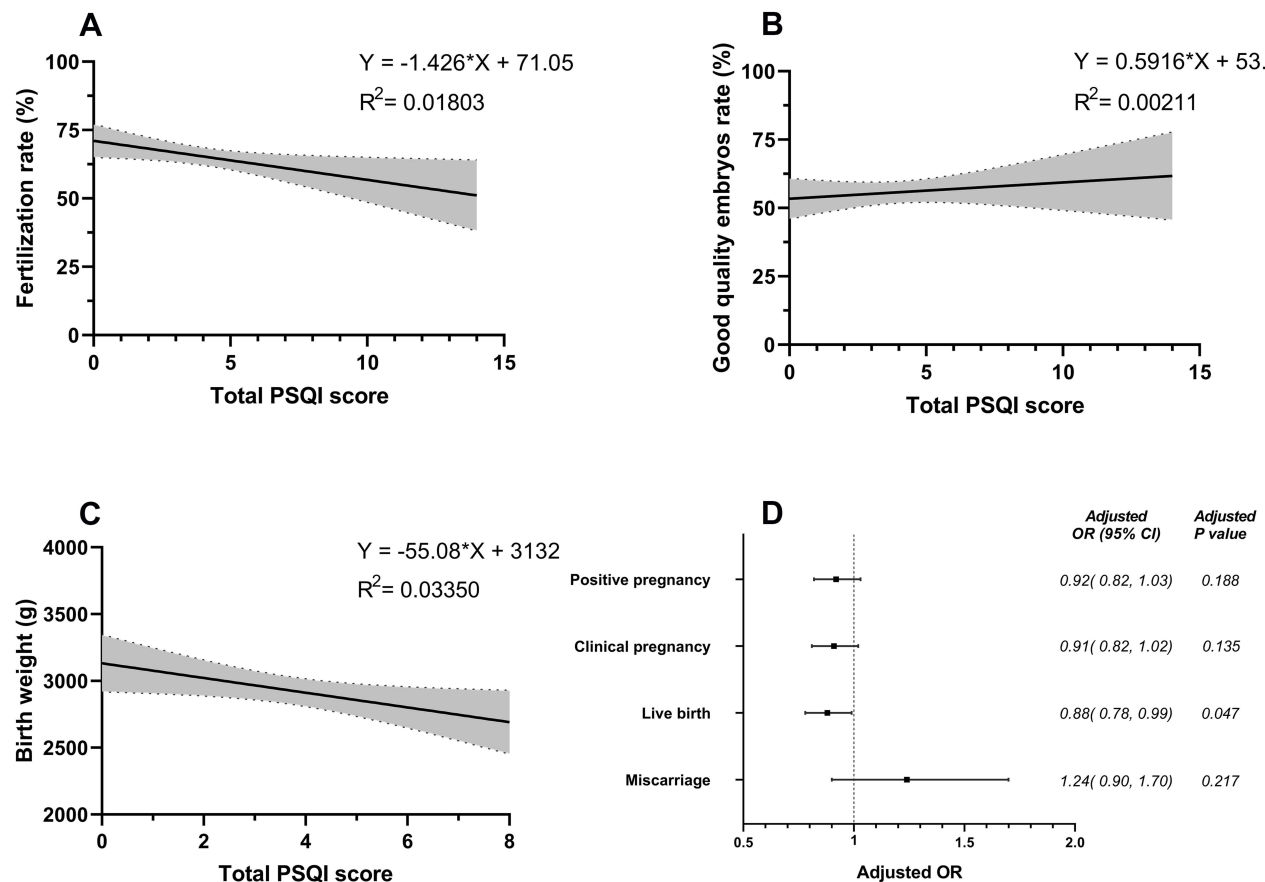 A
Y = -1.426*X + 71.05
R2= 0.01803
Fertilization rate (%)
100
75
50
25
0
0 5 10 15
Total PSQI score
B
Y = 0.5916*X + 53.
R2= 0.00211
Good quality embryos rate (%)
100
75
50
25
0
0 5 10 15
Total PSQI score
C
Y = -55.08*X + 3132
R2= 0.03350
Birth weight (g)
4000
3500
3000
2500
2000
0 2 4 6 8
Total PSQI score
D
Adjusted OR (95% CI)
Adjusted P value
Positive pregnancy 0.92( 0.82, 1.03) 0.188
Clinical pregnancy 0.91( 0.82, 1.02) 0.135
Live birth 0.88( 0.78, 0.99) 0.047
Miscarriage 1.24( 0.90, 1.70) 0.217
0.5 1 1.5 2.0
Adjusted OR